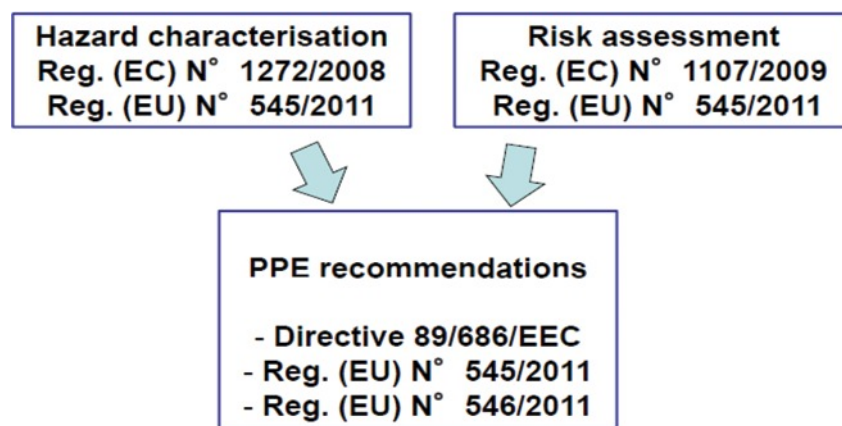 Hazard characterisation
Reg. (EC) N° 1272/2008
Reg. (EU) N° 545/2011
Risk assessment
Reg. (EC) N° 1107/2009
Reg. (EU) N° 545/2011
PPE recommendations
- Directive 89/686/EEC
- Reg. (EU) N° 545/2011
- Reg. (EU) N° 546/2011